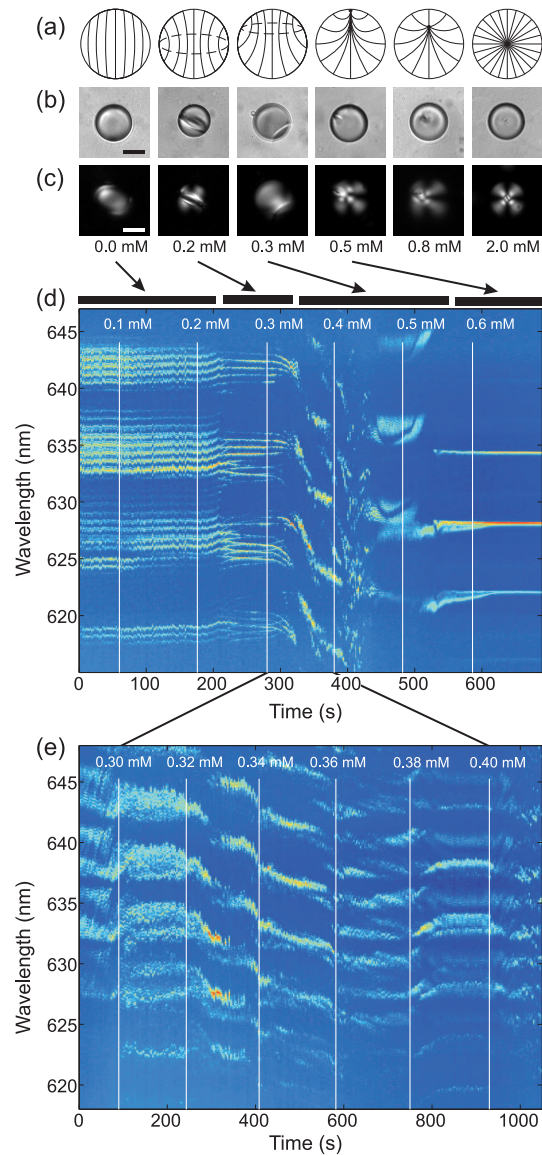 (a)
(b)
(c)
0.0 mM 0.2 mM 0.3 mM 0.5 mM 0.8 mM 2.0 mM
(d)
0.1 mM 0.2 mM 0.3 mM 0.4 mM 0.5 mM 0.6 mM
645
640
635
630
625
620
Wavelength (nm)
0 100 200 300 400 500 600
Time (s)
(e)
0.30 mM 0.32 mM 0.34 mM 0.36 mM 0.38 mM 0.40 mM
645
640
635
630
625
620
Wavelength (nm)
0 200 400 600 800 1000
Time (s)